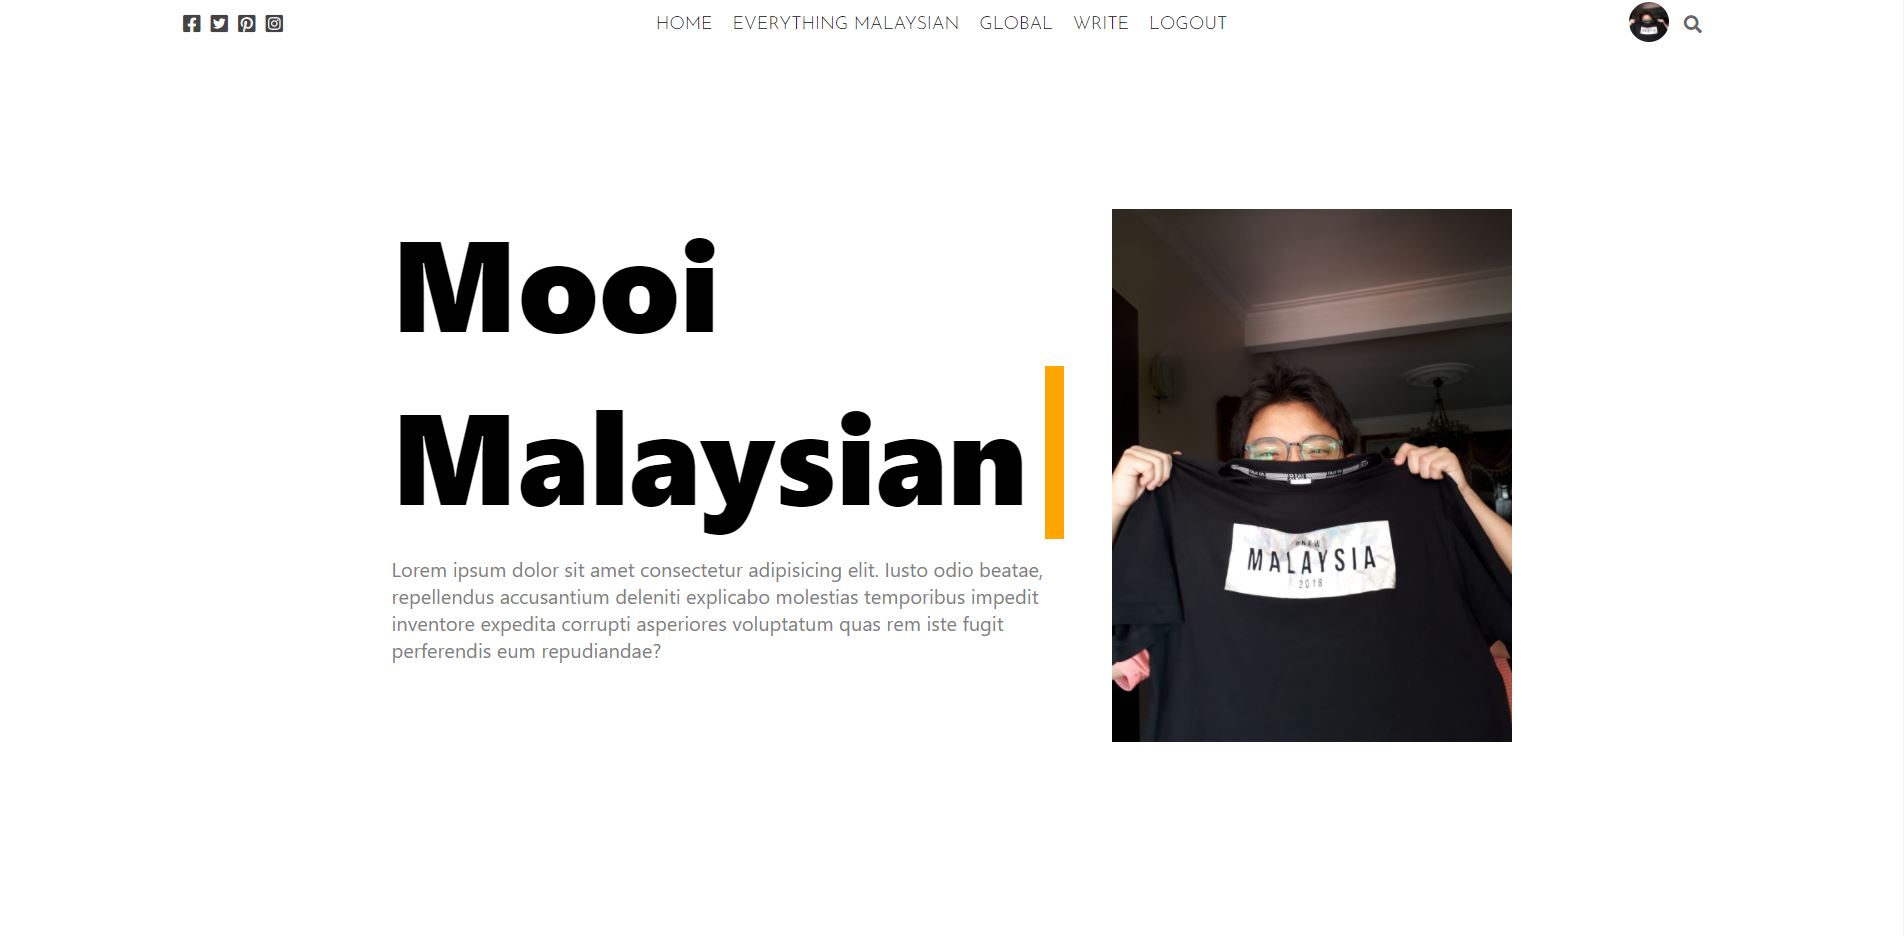 HOME EVERYTHING MALAYSIAN GLOBAL WRITE LOGOUT
Mooi
Malaysian
Lorem ipsum dolor sit amet consectetur adipisicing elit. Iusto odio beatae,
repellendus accusantium deleniti explicabo molestias temporibus impedit
inventore expedita corrupti asperiores voluptatum quas rem iste fugit
perferendis eum repudiandae?
MALAYSIA
2018